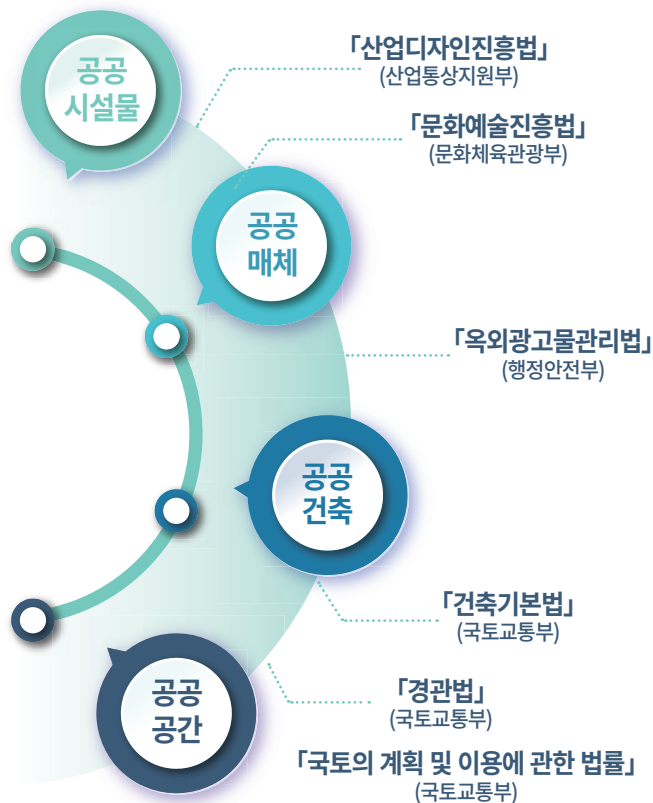 공공
시설물
「산업디자인진흥법」
(산업통상지원부)
「문화예술진흥법」
(문화체육관광부)
공공
매체
「옥외광고물관리법」
(행정안전부)
공공
건축
「건축기본법」
(국토교통부)
공공
공간
「경관법」
(국토교통부)
「국토의 계획 및 이용에 관한 법률」
(국토교통부)